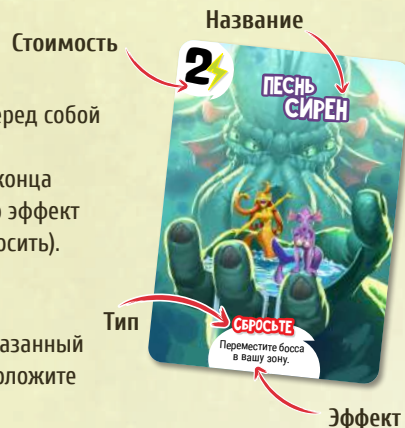 Название
Стоимость
2
ПЕСНЬ
СИРЕН
еред собой
конца
о эффект
осить).
Тип
СБРОСЬТЕ
Переместите босса
в вашу зону.
азанный
оложите
Эффект